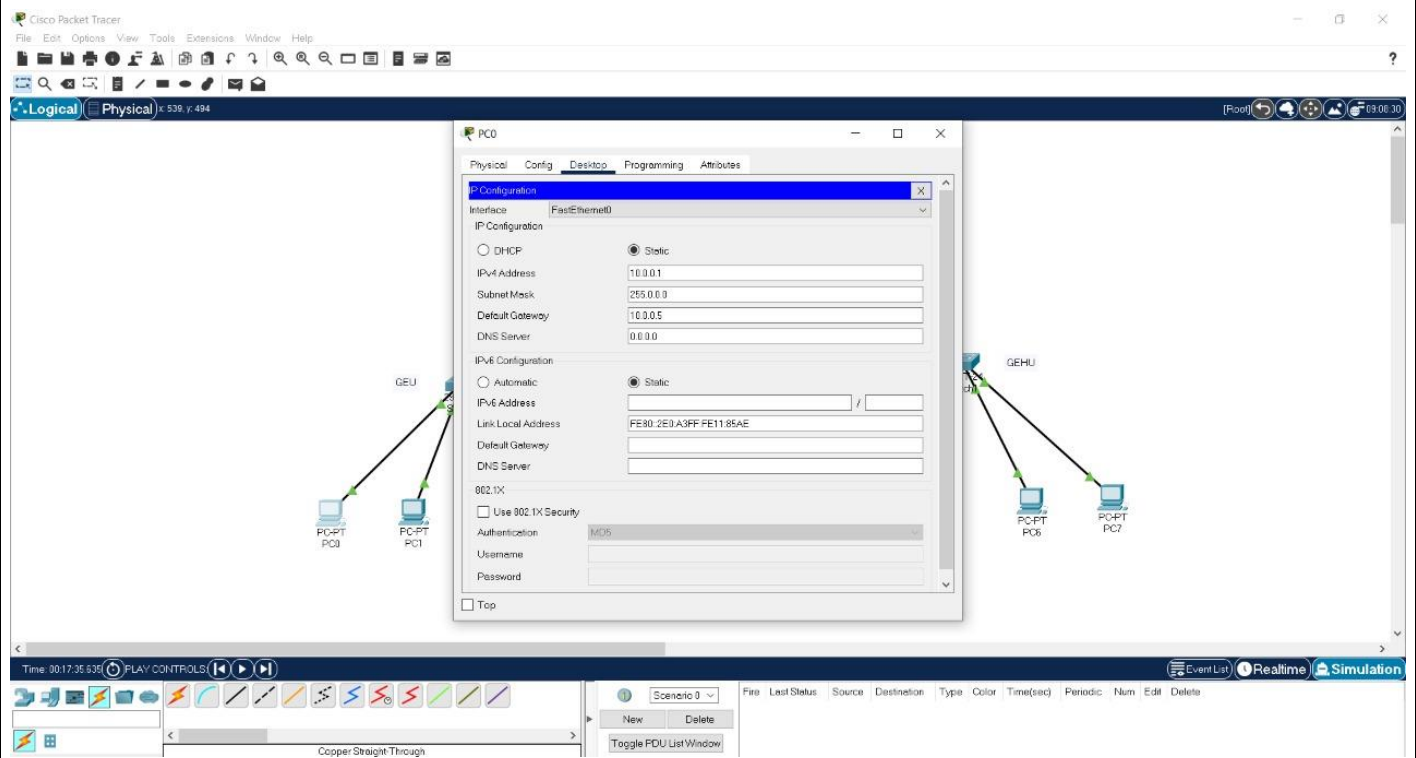 Cisco Packet Tracer
File Edit Options View Tools Extensions Window Help
?
Logical Physical x: 539, y: 494 [Root] 09:08:30
PC0
Physical Config Desktop Programming Attributes
IP Configuration X
Interface FastEthernet0
IP Configuration
DHCP Static
IPv4 Address 10.0.0.1
Subnet Mask 255.0.0.0
Default Gateway 10.0.0.5
DNS Server 0.0.0.0
IPv6 Configuration
Automatic Static
IPv6 Address /
Link Local Address FE80::2E0:A3FF:FE11:85AE
Default Gateway
DNS Server
802.1X
Use 802.1X Security
Authentication MD5
Username
Password
Top
GEU
GEHU
PC-PT
PC0
PC-PT
PC1
PC-PT
PC6
PC-PT
PC7
Time: 00:17:35.635 PLAY CONTROLS: Event List Realtime Simulation
Scenario 0
New Delete
Toggle PDU List Window
Fire Last Status Source Destination Type Color Time(sec) Periodic Num Edit Delete
Copper Straight-Through